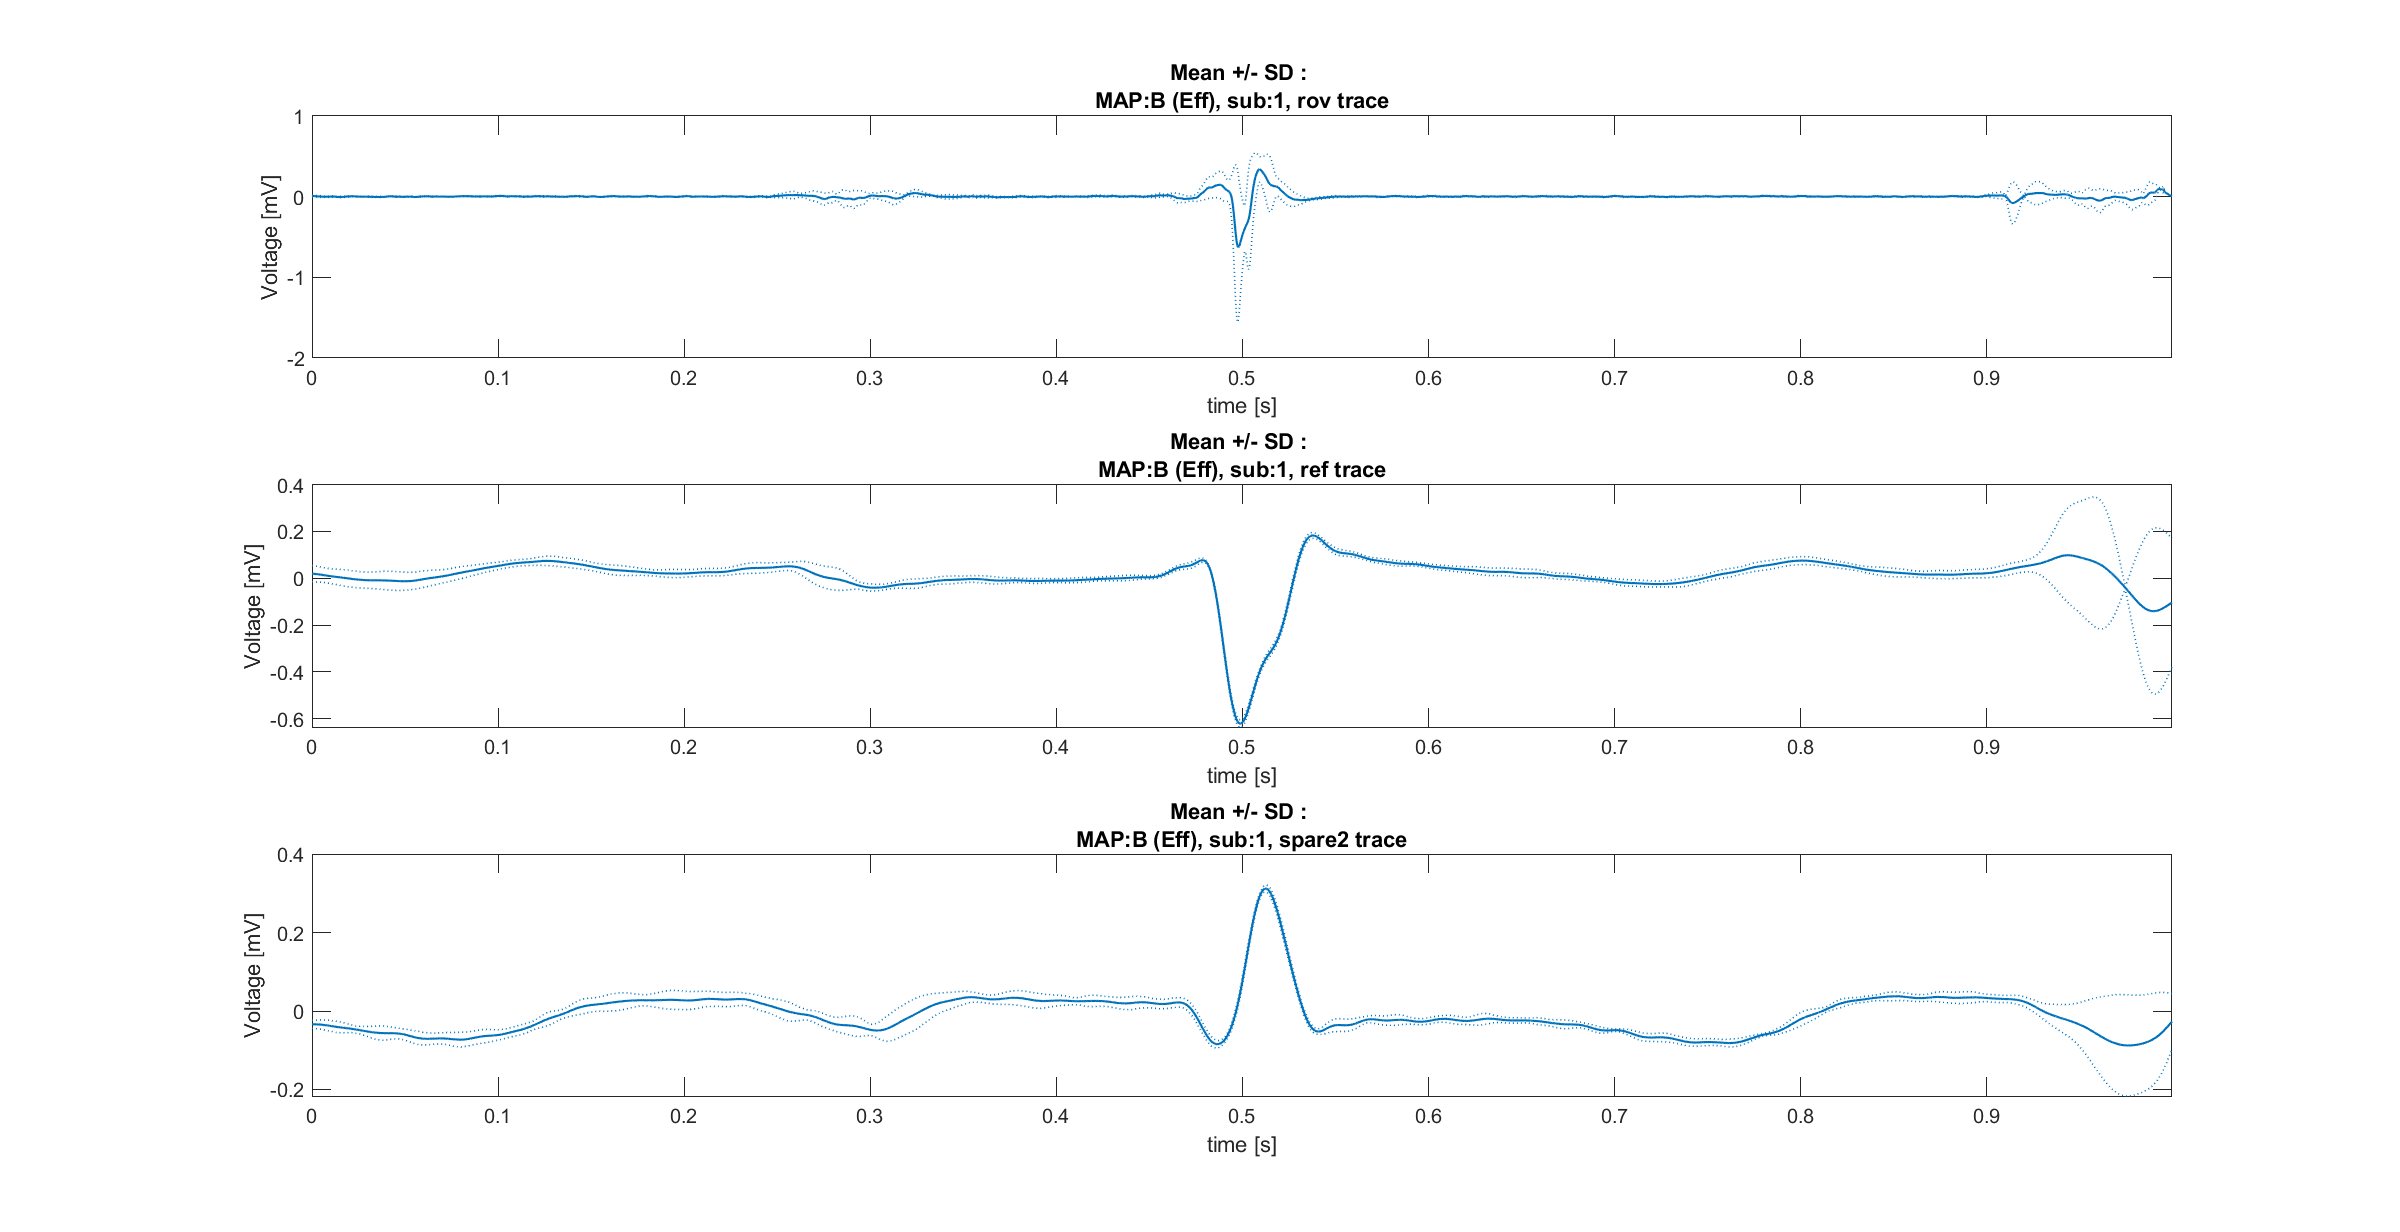 Mean +/- SD :
MAP:B (Eff), sub:1, rov trace
1
0
-1
-2
Voltage [mV]
0 0.1 0.2 0.3 0.4 0.5 0.6 0.7 0.8 0.9
time [s]
Mean +/- SD :
MAP:B (Eff), sub:1, ref trace
0.4
0.2
0
-0.2
-0.4
-0.6
Voltage [mV]
0 0.1 0.2 0.3 0.4 0.5 0.6 0.7 0.8 0.9
time [s]
Mean +/- SD :
MAP:B (Eff), sub:1, spare2 trace
0.4
0.2
0
-0.2
Voltage [mV]
0 0.1 0.2 0.3 0.4 0.5 0.6 0.7 0.8 0.9
time [s]